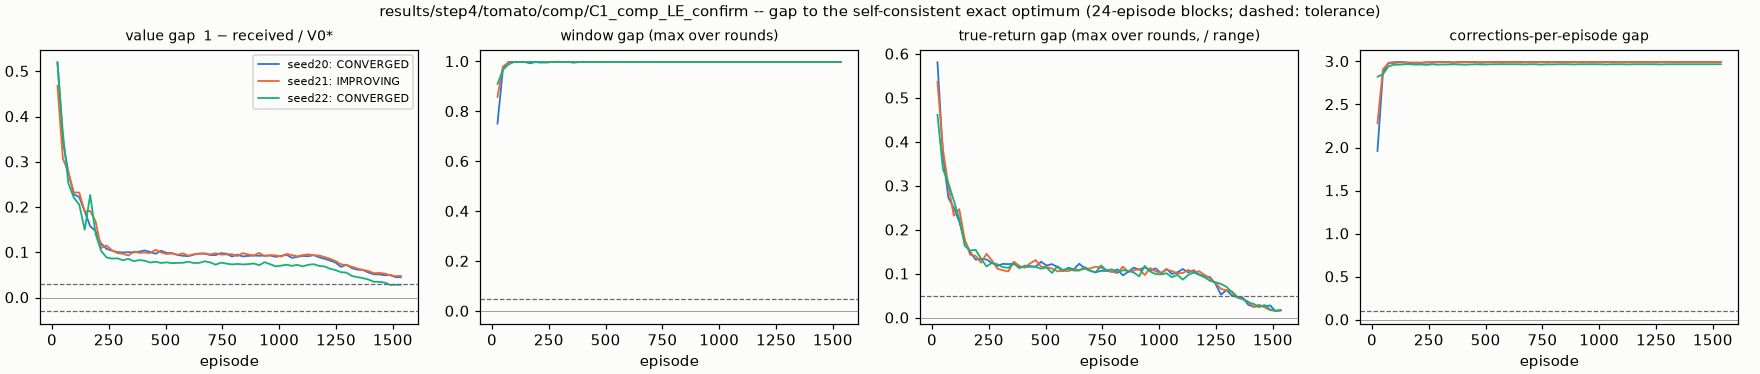 results/step4/tomato/comp/C1_comp_LE_confirm -- gap to the self-consistent exact optimum (24-episode blocks; dashed: tolerance)
value gap  1 − received / V0*
0.5
0.4
0.3
0.2
0.1
0.0
seed20: CONVERGED
seed21: IMPROVING
seed22: CONVERGED
0 250 500 750 1000 1250 1500
episode
window gap (max over rounds)
1.0
0.8
0.6
0.4
0.2
0.0
0 250 500 750 1000 1250 1500
episode
true-return gap (max over rounds, / range)
0.6
0.5
0.4
0.3
0.2
0.1
0.0
0 250 500 750 1000 1250 1500
episode
corrections-per-episode gap
3.0
2.5
2.0
1.5
1.0
0.5
0.0
0 250 500 750 1000 1250 1500
episode